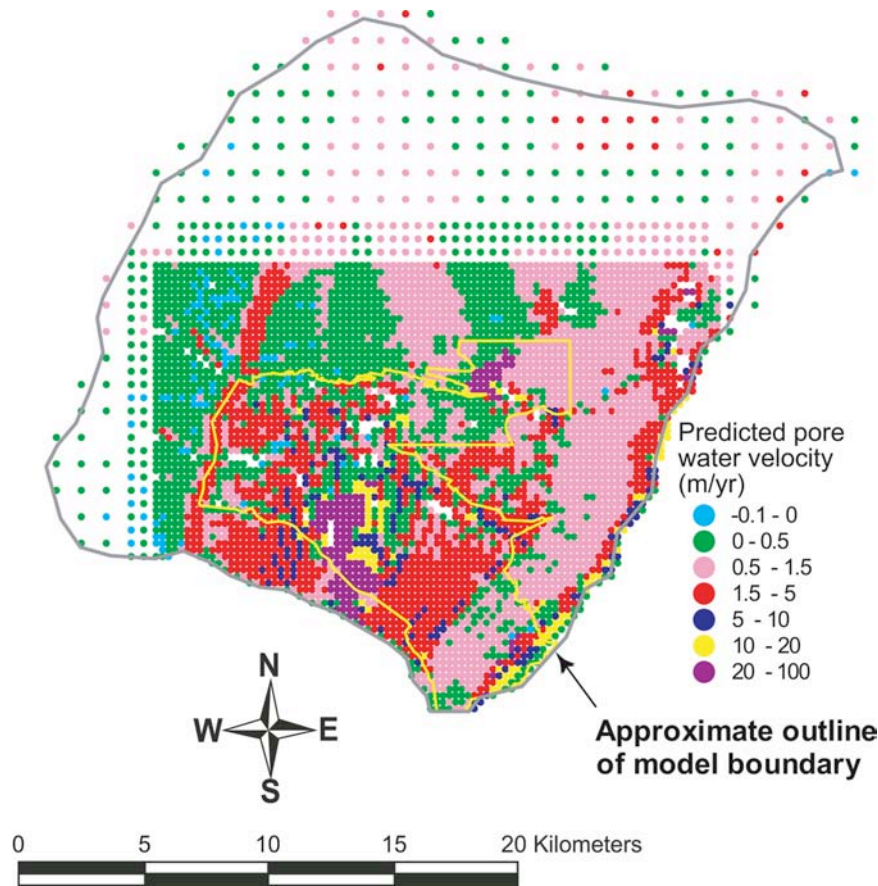 Predicted pore
water velocity
(m/yr)
-0.1 - 0
0 - 0.5
0.5 - 1.5
1.5 - 5
5 - 10
10 - 20
20 - 100
N
W E
S
Approximate outline
of model boundary
0 5 10 15 20 Kilometers